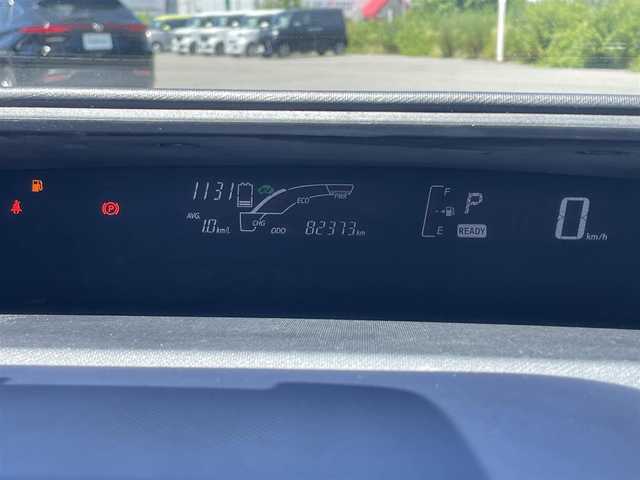 1131
ECO
PWR
AVG.
1.0 km/L
CHG
ODO
82373 km
F
E
P
READY
0 km/h